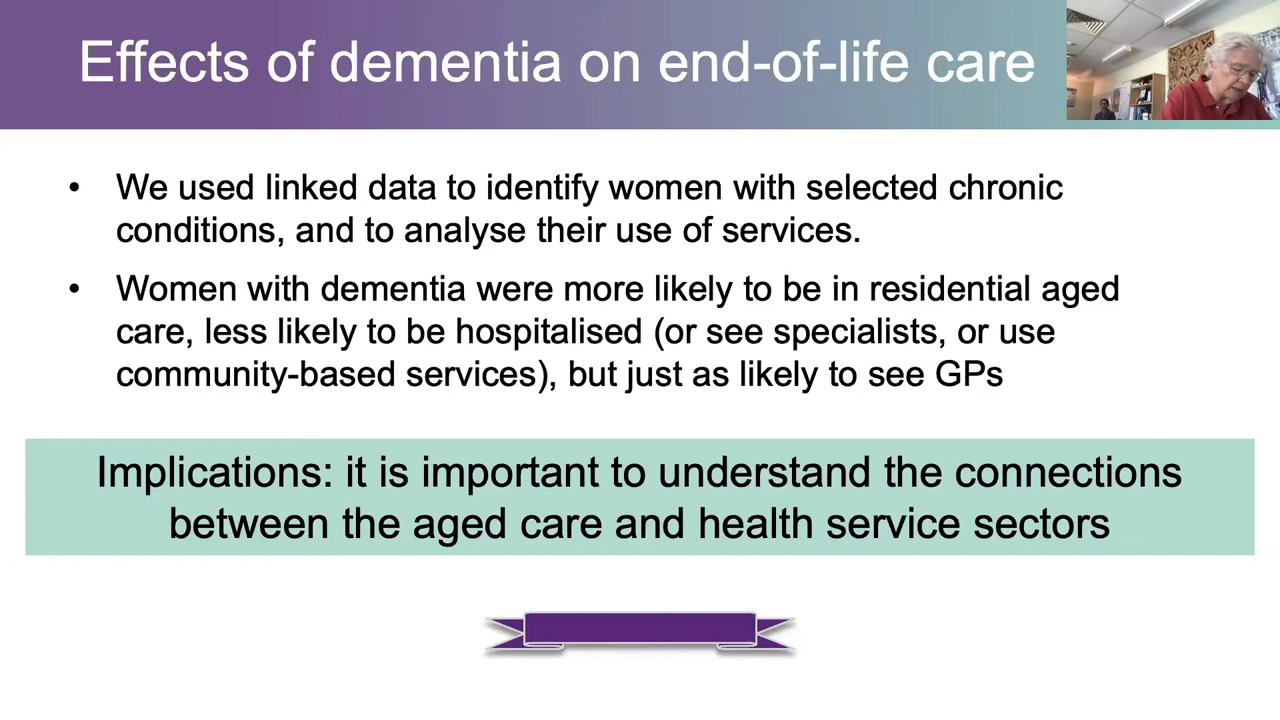 Effects of dementia on end-of-life care
• We used linked data to identify women with selected chronic
conditions, and to analyse their use of services.
• Women with dementia were more likely to be in residential aged
care, less likely to be hospitalised (or see specialists, or use
community-based services), but just as likely to see GPs
Implications: it is important to understand the connections
between the aged care and health service sectors